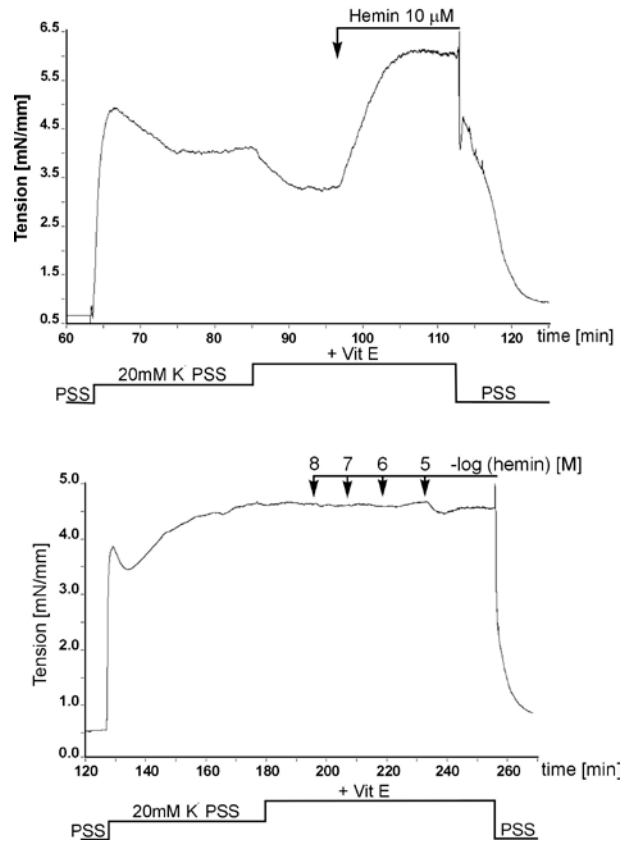 Hemin 10 µM
Tension [mN/mm]
6.5
5.5
4.5
3.5
2.5
1.5
0.5
60 70 80 90 100 110 120 time [min]
+ Vit E
20mM K PSS
PSS PSS
8 7 6 5 -log (hemin) [M]
Tension [mN/mm]
5.0
4.0
3.0
2.0
1.0
0.0
120 140 160 180 200 220 240 260 time [min]
+ Vit E
20mM K PSS
PSS PSS